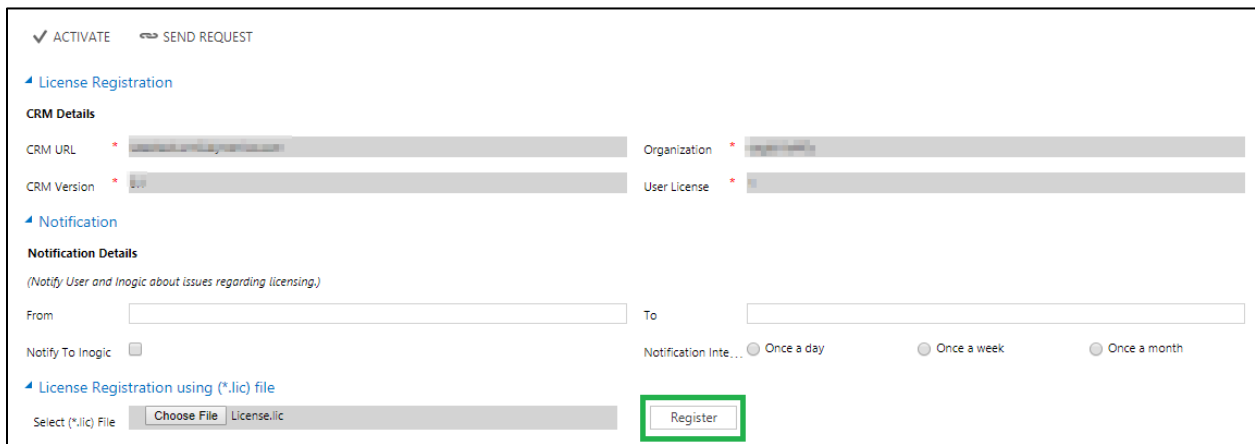 ACTIVATE SEND REQUEST
License Registration
CRM Details
CRM URL * Organization *
CRM Version * User License *
Notification
Notification Details
(Notify User and Inogic about issues regarding licensing.)
From To
Notify To Inogic Notification Inte... Once a day Once a week Once a month
License Registration using (*.lic) file
Select (*.lic) File Choose File License.lic Register